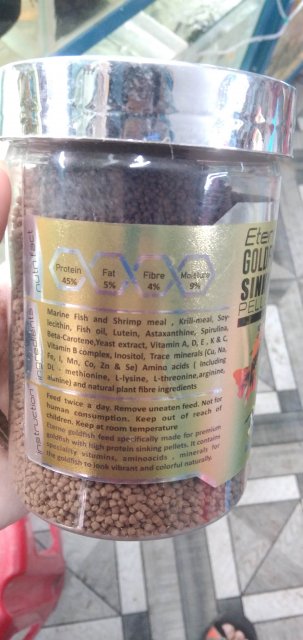 nutri fact
Protein
45%
Fat
5%
Fibre
4%
Moisture
9%
ingredients
Marine Fish and Shrimp meal , Krill-meal, Soy-
lecithin, Fish oil, Lutein, Astaxanthine, Spirulina,
Beta-Carotene,Yeast extract, Vitamin A, D, E , K & C,
Vitamin B complex, Inositol, Trace minerals (Cu, Na,
Fe, I, Mn, Co, Zn & Se) Amino acids ( Including
DL - methionine, L-lysine, L-threonine,arginine,
alanine) and natural plant fibre ingredients
instruction
Feed twice a day. Remove uneaten feed. Not for
human consumption. Keep out of reach of
children. Keep at room temperature
Eterne goldfish feed specifically made for premium
goldfish with high protein sinking pellets. It contains
speciality vitamins, aminoacids , minerals for
the goldfish to look vibrant and colorful naturally.
Eter
GOLD
SINK
PELL